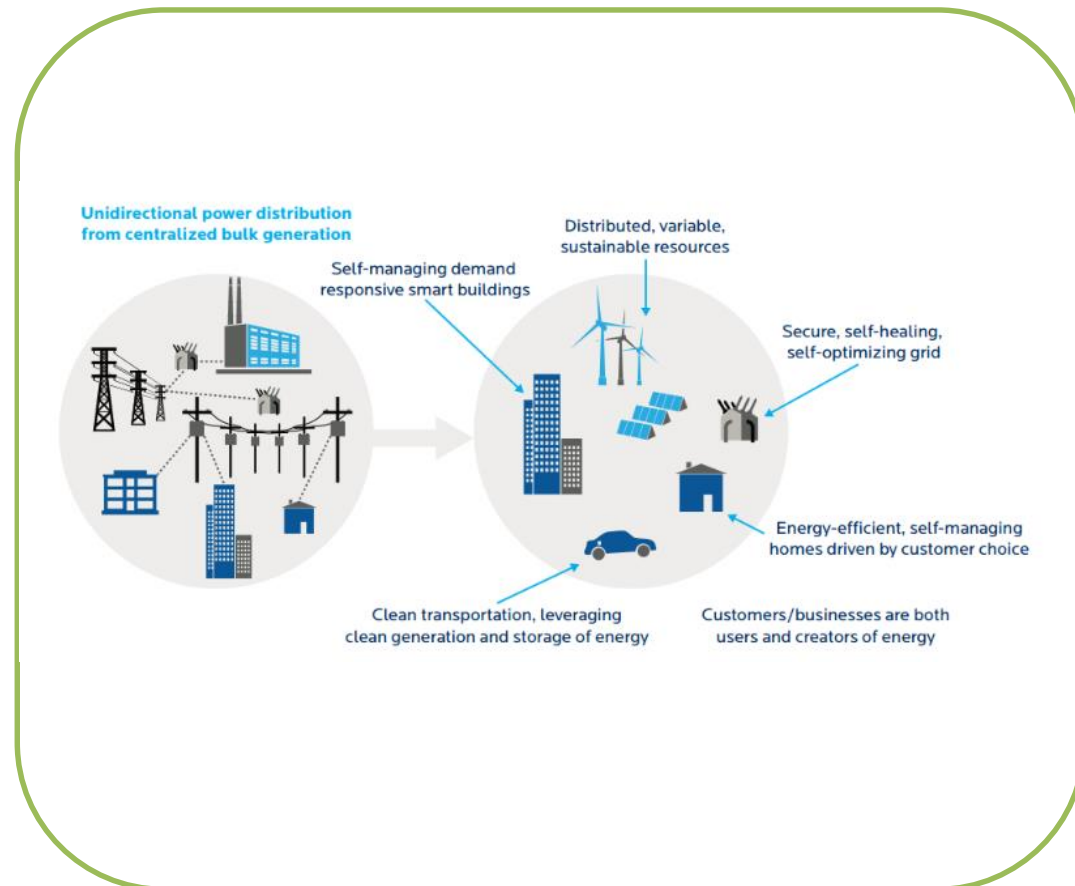 Unidirectional power distribution
from centralized bulk generation
Self-managing demand
responsive smart buildings
Distributed, variable,
sustainable resources
Secure, self-healing,
self-optimizing grid
Energy-efficient, self-managing
homes driven by customer choice
Clean transportation, leveraging
clean generation and storage of energy
Customers/businesses are both
users and creators of energy